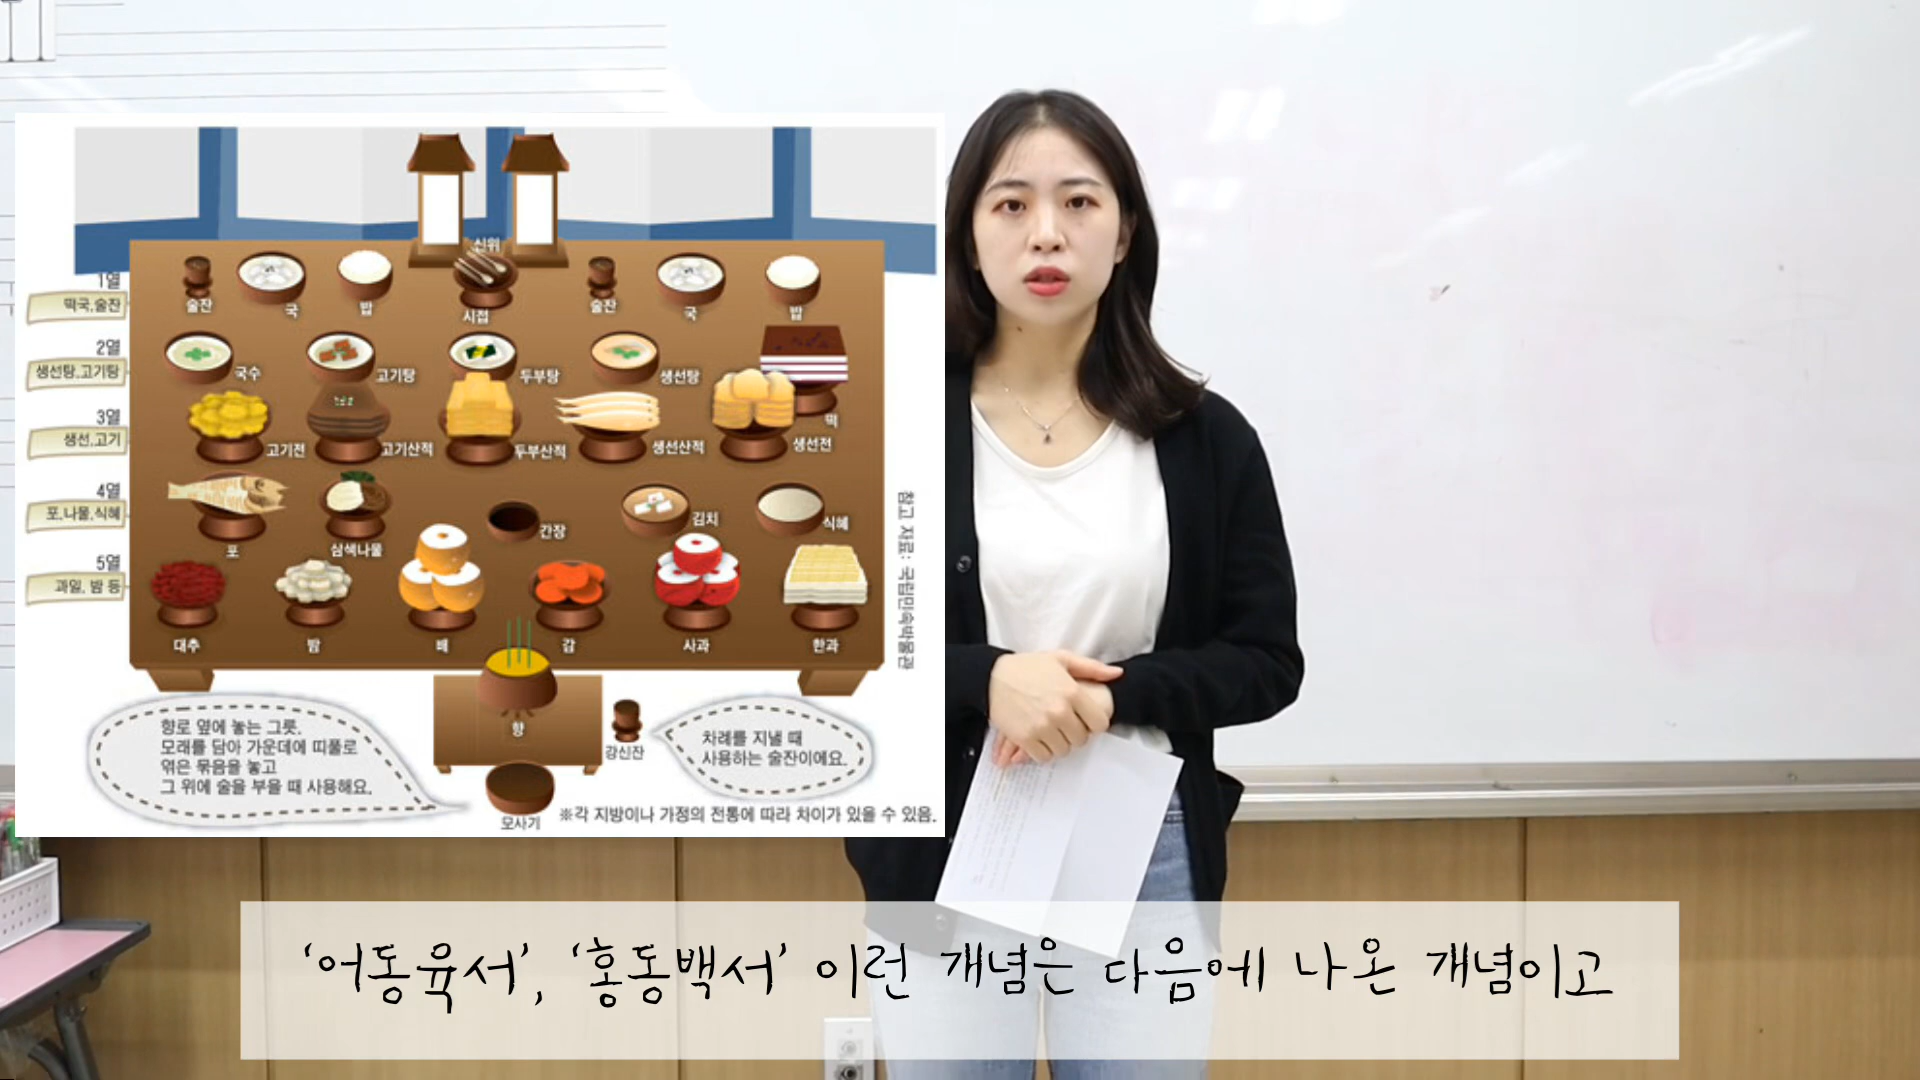 신위
1열
떡국,술잔
술잔
국
밥
시접
술잔
국
밥
2열
생선탕,고기탕
국수
고기탕
두부탕
생선탕
떡
3열
생선,고기
고기전
고기산적
두부산적
생선산적
생선전
4열
포,나물,식혜
포
삼색나물
간장
김치
식혜
5열
과일, 밤 등
대추
밤
배
감
사과
한과
참고 자료: 국립민속박물관
향로 옆에 놓는 그릇.
모래를 담아 가운데에 띠풀로
엮은 묶음을 놓고
그 위에 술을 부을 때 사용해요.
향
강신잔
모사기
차례를 지낼 때
사용하는 술잔이에요.
※각 지방이나 가정의 전통에 따라 차이가 있을 수 있음.
'어동육서', '홍동백서' 이런 개념은 다음에 나온 개념이고